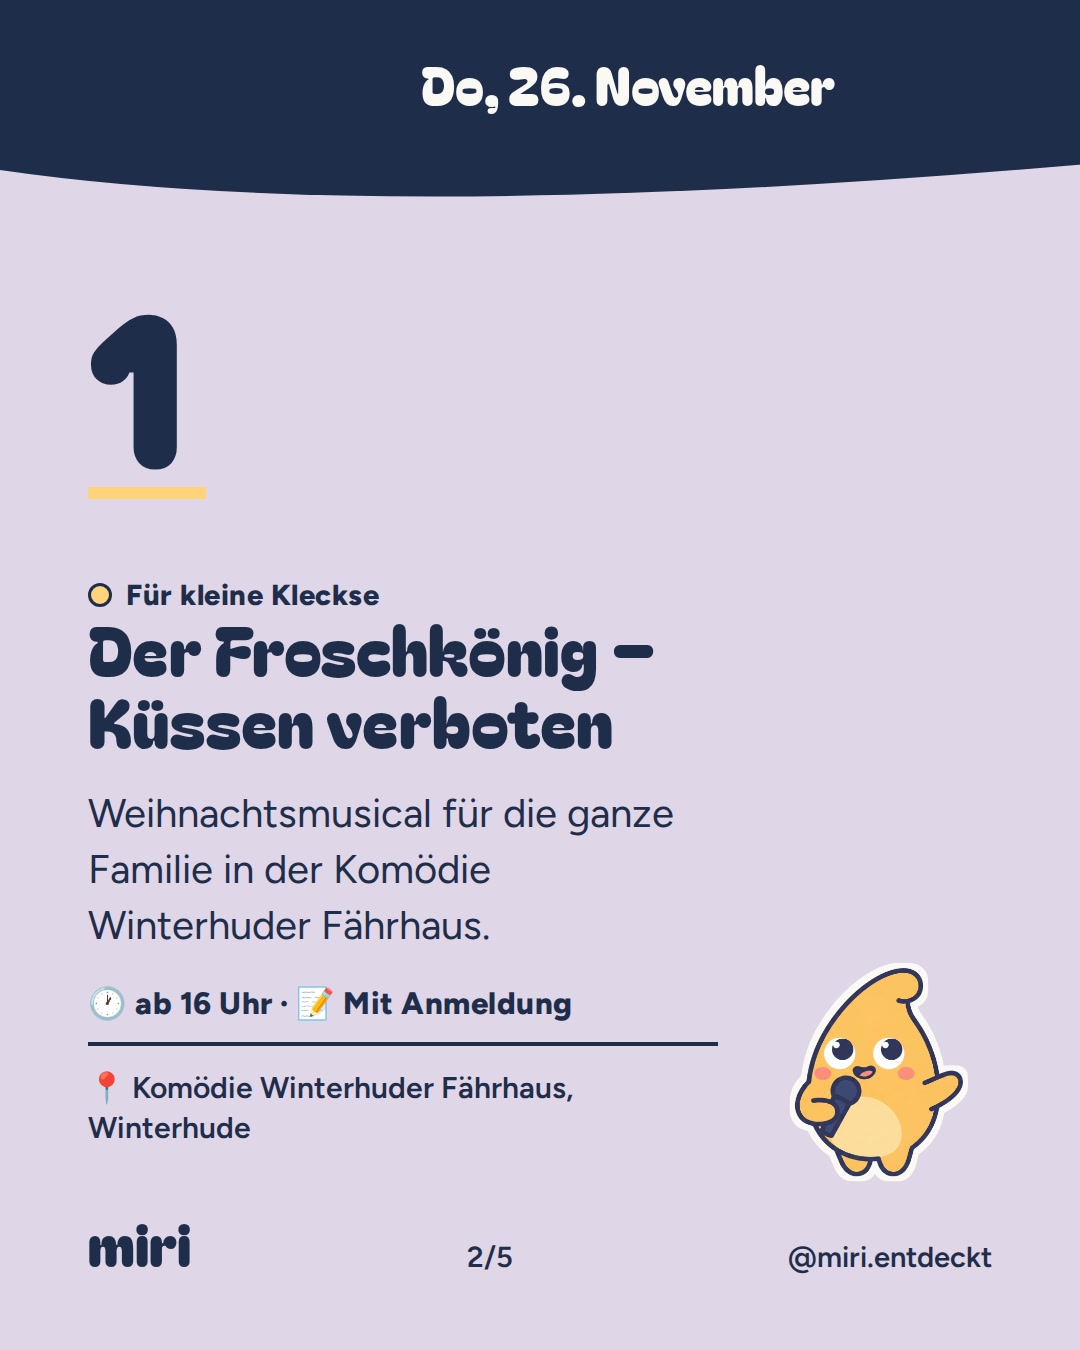 Do, 26. November
1
Für kleine Kleckse
Der Froschkönig –
Küssen verboten
Weihnachtsmusical für die ganze
Familie in der Komödie
Winterhuder Fährhaus.
🕐 ab 16 Uhr · 📝 Mit Anmeldung
📍 Komödie Winterhuder Fährhaus,
Winterhude
miri
2/5
@miri.entdeckt